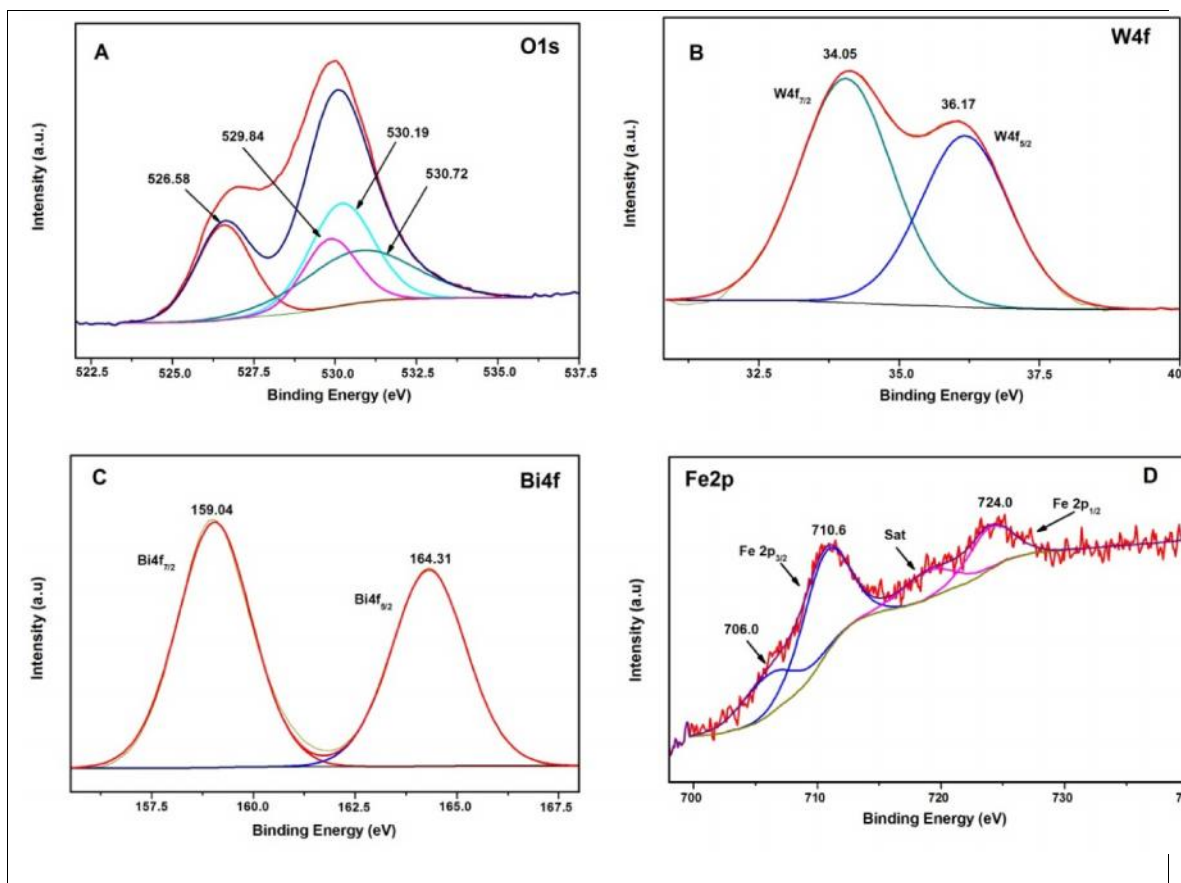 A
O1s
529.84
530.19
530.72
526.58
Intensity (a.u.)
522.5 525.0 527.5 530.0 532.5 535.0 537.5
Binding Energy (eV)
B
W4f
34.05
W4f7/2
36.17
W4f5/2
Intensity (a.u.)
32.5 35.0 37.5 40
Binding Energy (eV)
C
Bi4f
159.04
Bi4f7/2
164.31
Bi4f5/2
Intensity (a.u)
157.5 160.0 162.5 165.0 167.5
Binding Energy (eV)
Fe2p
D
724.0
Fe 2p1/2
710.6
Sat
Fe 2p3/2
706.0
Intensity (a.u)
700 710 720 730
Binding Energy (eV)